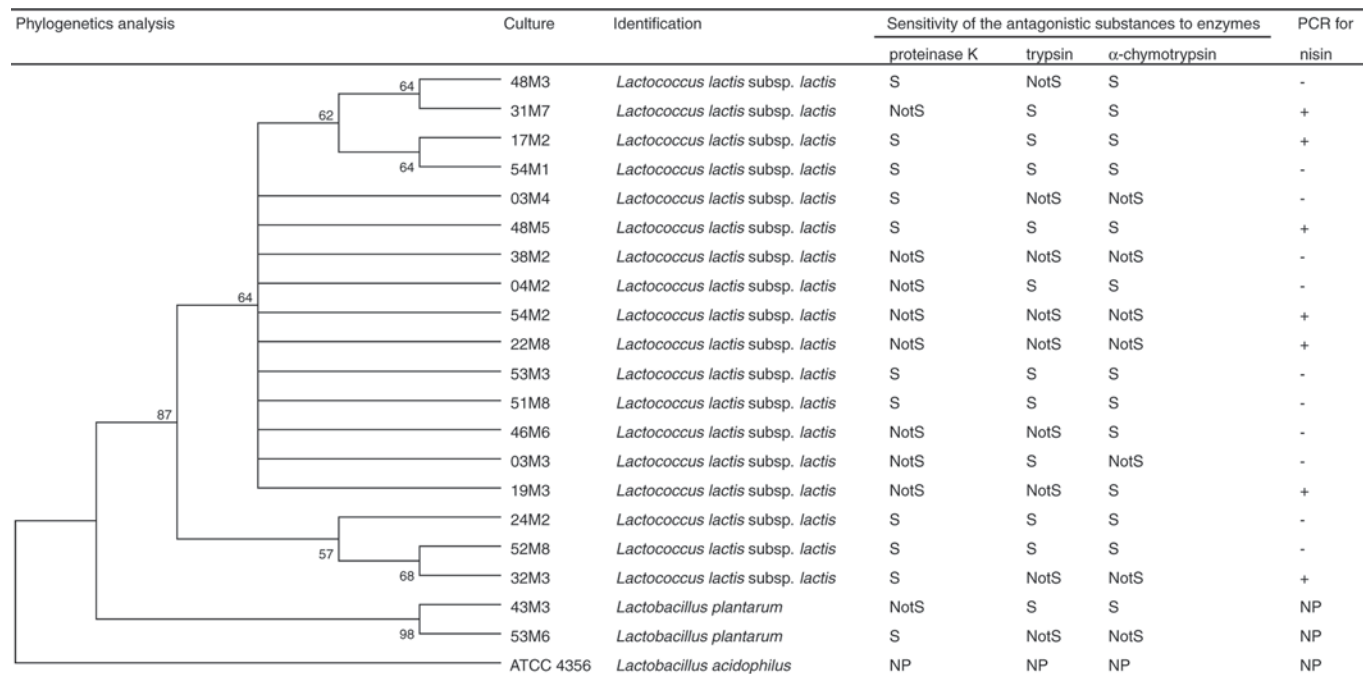 Phylogenetics analysis Culture Identification Sensitivity of the antagonistic substances to enzymes PCR for
proteinase K trypsin α-chymotrypsin nisin
48M3 Lactococcus lactis subsp. lactis S NotS S -
64
31M7 Lactococcus lactis subsp. lactis NotS S S +
62
17M2 Lactococcus lactis subsp. lactis S S S +
64 54M1 Lactococcus lactis subsp. lactis S S S -
03M4 Lactococcus lactis subsp. lactis S NotS NotS -
48M5 Lactococcus lactis subsp. lactis S S S +
38M2 Lactococcus lactis subsp. lactis NotS NotS NotS -
04M2 Lactococcus lactis subsp. lactis NotS S S -
64
54M2 Lactococcus lactis subsp. lactis NotS NotS NotS +
22M8 Lactococcus lactis subsp. lactis NotS NotS NotS +
53M3 Lactococcus lactis subsp. lactis S S S -
51M8 Lactococcus lactis subsp. lactis S S S -
87
46M6 Lactococcus lactis subsp. lactis NotS NotS S -
03M3 Lactococcus lactis subsp. lactis NotS S NotS -
19M3 Lactococcus lactis subsp. lactis NotS NotS S +
24M2 Lactococcus lactis subsp. lactis S S S -
57 52M8 Lactococcus lactis subsp. lactis S S S -
68 32M3 Lactococcus lactis subsp. lactis S NotS NotS +
43M3 Lactobacillus plantarum NotS S S NP
98 53M6 Lactobacillus plantarum S NotS NotS NP
ATCC 4356 Lactobacillus acidophilus NP NP NP NP